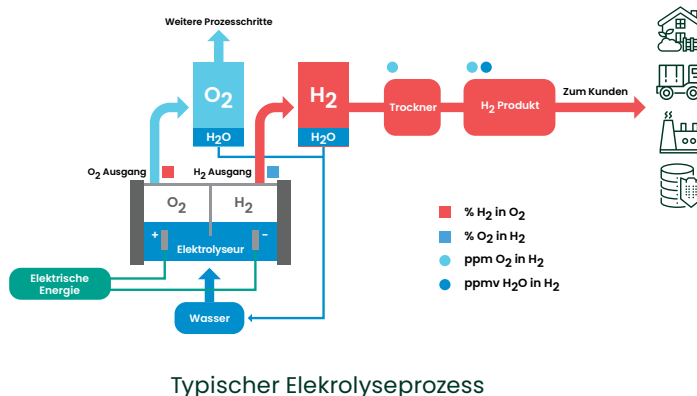 Weitere Prozesschritte
O2
H2O
H2
H2O
Trockner
H2 Produkt
Zum Kunden
O2 Ausgang
H2 Ausgang
O2
H2
+
−
Elektrolyseur
Elektrische
Energie
Wasser
% H2 in O2
% O2 in H2
ppm O2 in H2
ppmv H2O in H2
Typischer Elekrolyseprozess